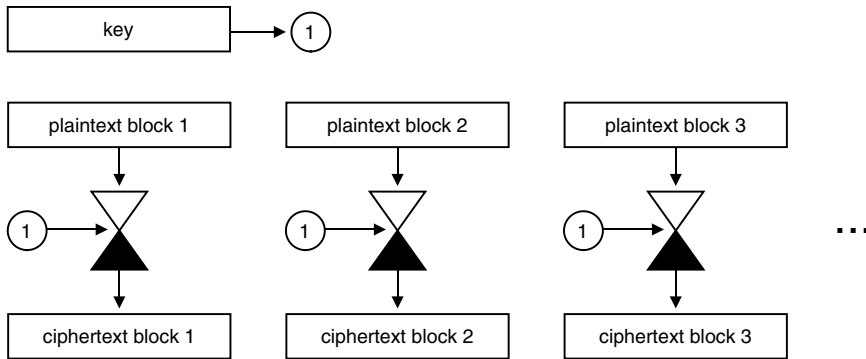 key
1
plaintext block 1
plaintext block 2
plaintext block 3
1
1
1
...
ciphertext block 1
ciphertext block 2
ciphertext block 3